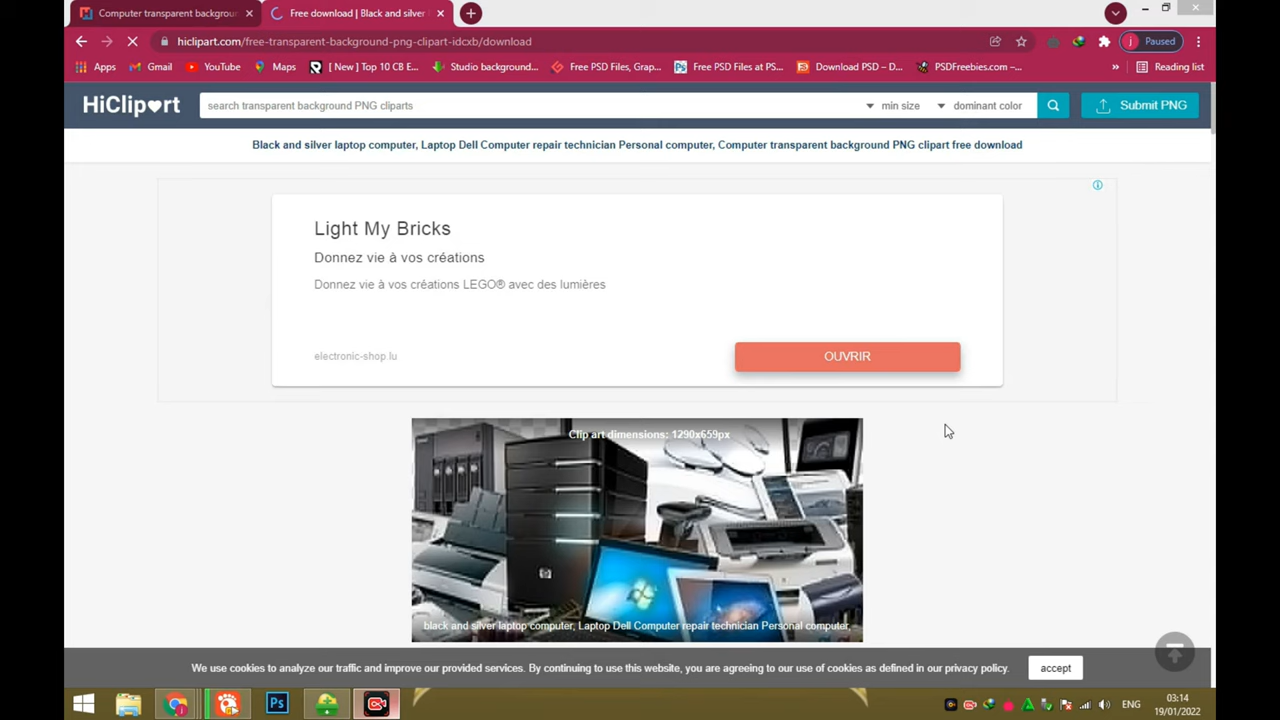 Computer transparent backgroun
Free download | Black and silver
hiclipart.com/free-transparent-background-png-clipart-idcxb/download
j Paused
Apps Gmail YouTube Maps [ New ] Top 10 CB E... Studio background... Free PSD Files, Grap... Ps Free PSD Files at PS... Download PSD – D... PSDFreebies.com –... » Reading list
HiClipart search transparent background PNG cliparts min size dominant color Submit PNG
Black and silver laptop computer, Laptop Dell Computer repair technician Personal computer, Computer transparent background PNG clipart free download
Light My Bricks
Donnez vie à vos créations
Donnez vie à vos créations LEGO® avec des lumières
electronic-shop.lu OUVRIR
Clip art dimensions: 1290x659px
black and silver laptop computer, Laptop Dell Computer repair technician Personal computer,
We use cookies to analyze our traffic and improve our provided services. By continuing to use this website, you are agreeing to our use of cookies as defined in our privacy policy. accept
Ps
ENG
03:14
19/01/2022